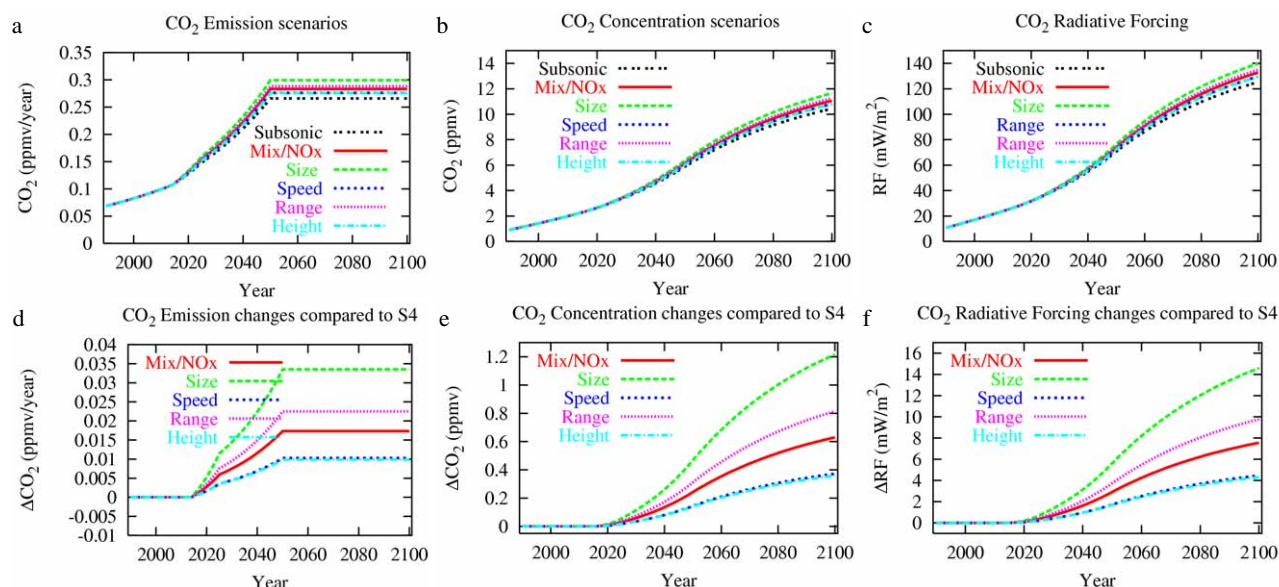 a
CO2 Emission scenarios
0.35
0.3
0.25
0.2
0.15
0.1
0.05
0
CO2 (ppmv/year)
Subsonic
Mix/NOx
Size
Speed
Range
Height
2000 2020 2040 2060 2080 2100
Year
b
CO2 Concentration scenarios
14
12
10
8
6
4
2
0
CO2 (ppmv)
Subsonic
Mix/NOx
Size
Speed
Range
Height
2000 2020 2040 2060 2080 2100
Year
c
CO2 Radiative Forcing
140
120
100
80
60
40
20
0
RF (mW/m2)
Subsonic
Mix/NOx
Size
Range
Range
Height
2000 2020 2040 2060 2080 2100
Year
d
CO2 Emission changes compared to S4
0.04
0.035
0.03
0.025
0.02
0.015
0.01
0.005
0
-0.005
-0.01
ΔCO2 (ppmv/year)
Mix/NOx
Size
Speed
Range
Height
2000 2020 2040 2060 2080 2100
Year
e
CO2 Concentration changes compared to S4
1.2
1
0.8
0.6
0.4
0.2
0
ΔCO2 (ppmv)
Mix/NOx
Size
Speed
Range
Height
2000 2020 2040 2060 2080 2100
Year
f
CO2 Radiative Forcing changes compared to S4
16
14
12
10
8
6
4
2
0
ΔRF (mW/m2)
Mix/NOx
Size
Speed
Range
Height
2000 2020 2040 2060 2080 2100
Year